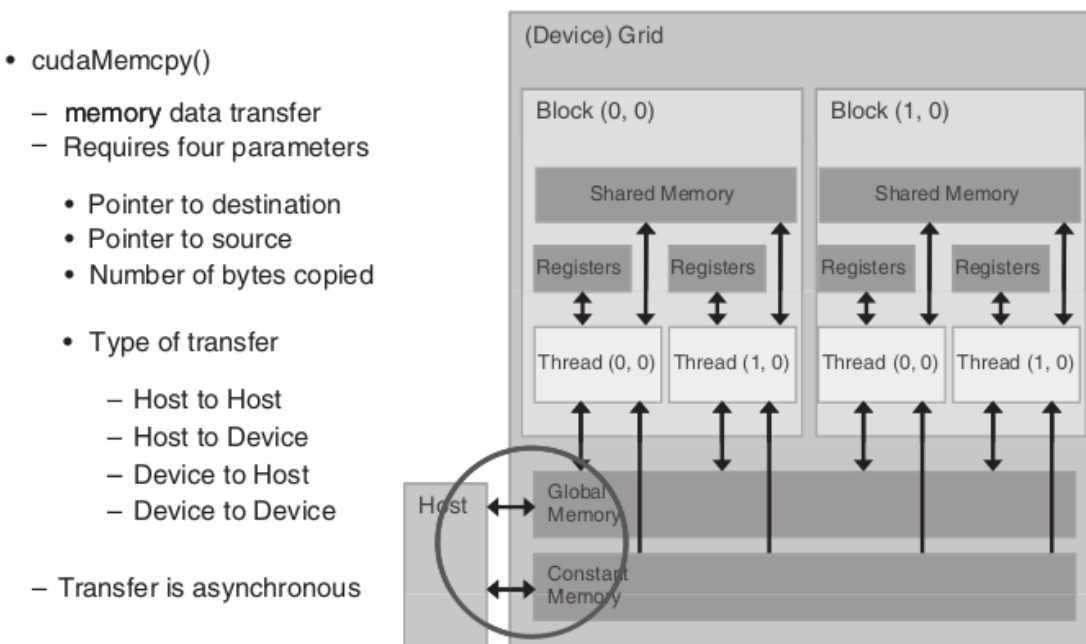 • cudaMemcpy()
– memory data transfer
– Requires four parameters
• Pointer to destination
• Pointer to source
• Number of bytes copied
• Type of transfer
– Host to Host
– Host to Device
– Device to Host
– Device to Device
– Transfer is asynchronous
(Device) Grid
Block (0, 0)
Shared Memory
Registers
Registers
Thread (0, 0)
Thread (1, 0)
Block (1, 0)
Shared Memory
Registers
Registers
Thread (0, 0)
Thread (1, 0)
Host
Global
Memory
Constant
Memory